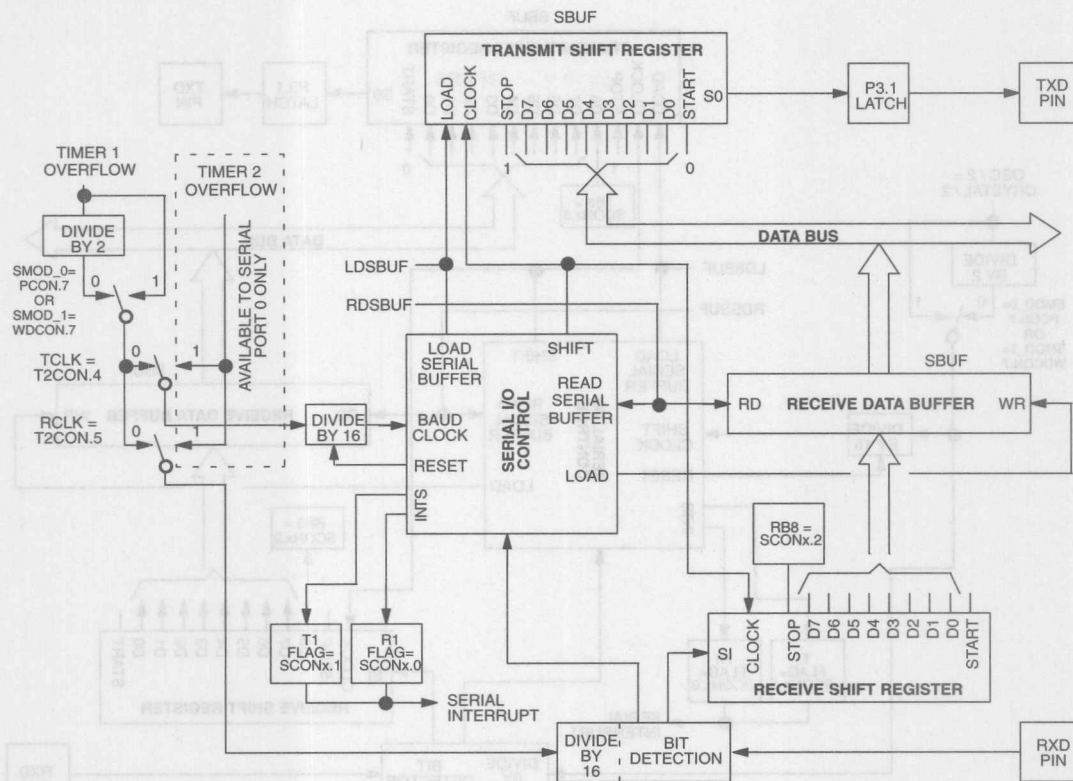 SBUF
TRANSMIT SHIFT REGISTER
LOAD
CLOCK
STOP
D7
D6
D5
D4
D3
D2
D1
D0
START
S0
P3.1
LATCH
TXD
PIN
1
0
TIMER 1
OVERFLOW
TIMER 2
OVERFLOW
DIVIDE
BY 2
AVAILABLE TO SERIAL
PORT 0 ONLY
DATA BUS
SMOD_0=
PCON.7
OR
SMOD_1=
WDCON.7
0
1
LDSBUF
RDSBUF
TCLK =
T2CON.4
0
1
RCLK =
T2CON.5
0
1
DIVIDE
BY 16
LOAD
SERIAL
BUFFER
SHIFT
READ
SERIAL
BUFFER
BAUD
CLOCK
SERIAL I/O
CONTROL
RESET
LOAD
INTS
SBUF
RD
RECEIVE DATA BUFFER
WR
RB8 =
SCONx.2
T1
FLAG=
SCONx.1
R1
FLAG=
SCONx.0
SERIAL
INTERRUPT
SI
CLOCK
STOP
D7
D6
D5
D4
D3
D2
D1
D0
START
RECEIVE SHIFT REGISTER
DIVIDE
BY
16
BIT
DETECTION
RXD
PIN